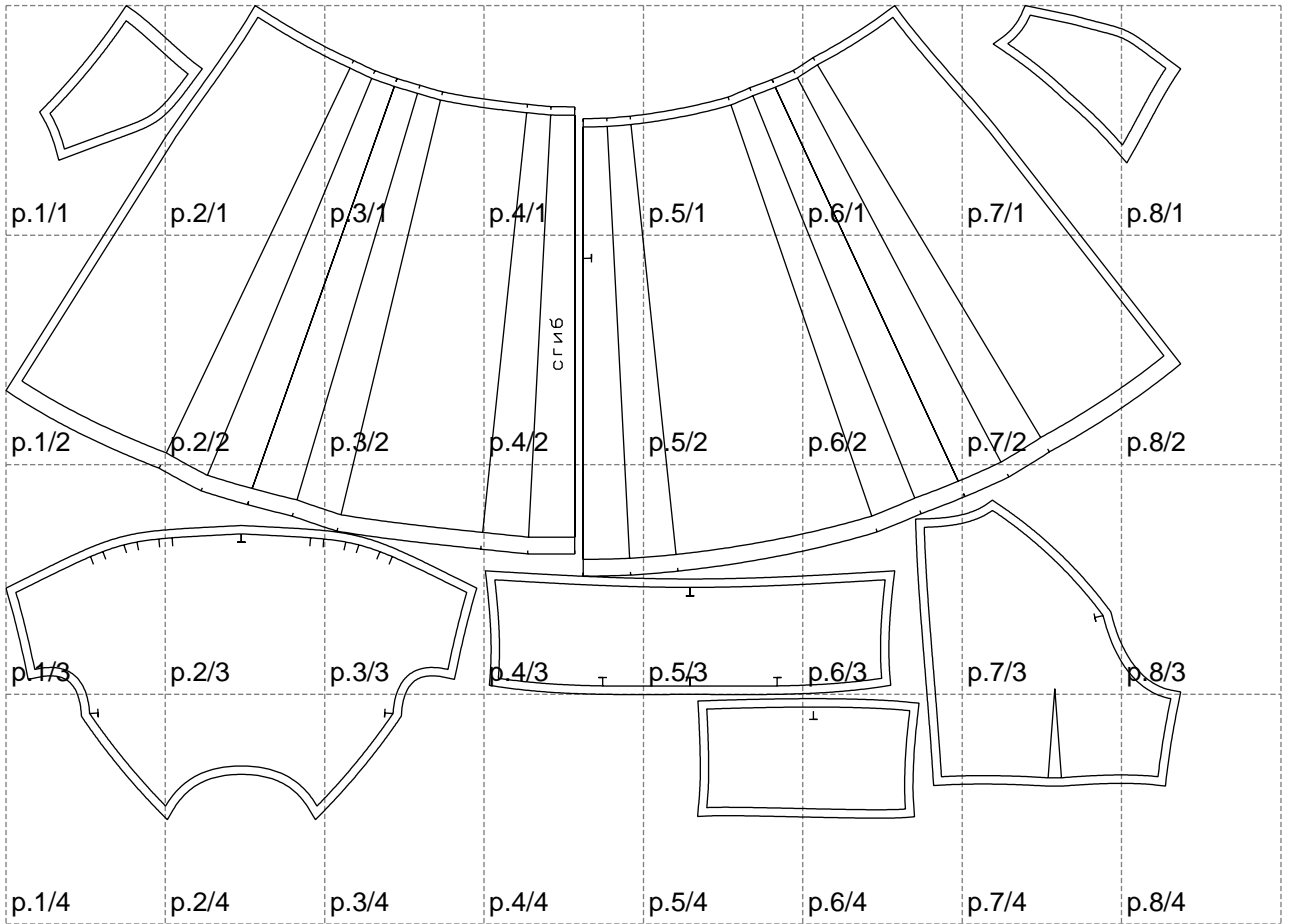 p.1/1 p.2/1 p.3/1 p.4/1 p.5/1 p.6/1 p.7/1 p.8/1
сгиб
p.1/2 p.2/2 p.3/2 p.4/2 p.5/2 p.6/2 p.7/2 p.8/2
p.1/3 p.2/3 p.3/3 p.4/3 p.5/3 p.6/3 p.7/3 p.8/3
p.1/4 p.2/4 p.3/4 p.4/4 p.5/4 p.6/4 p.7/4 p.8/4